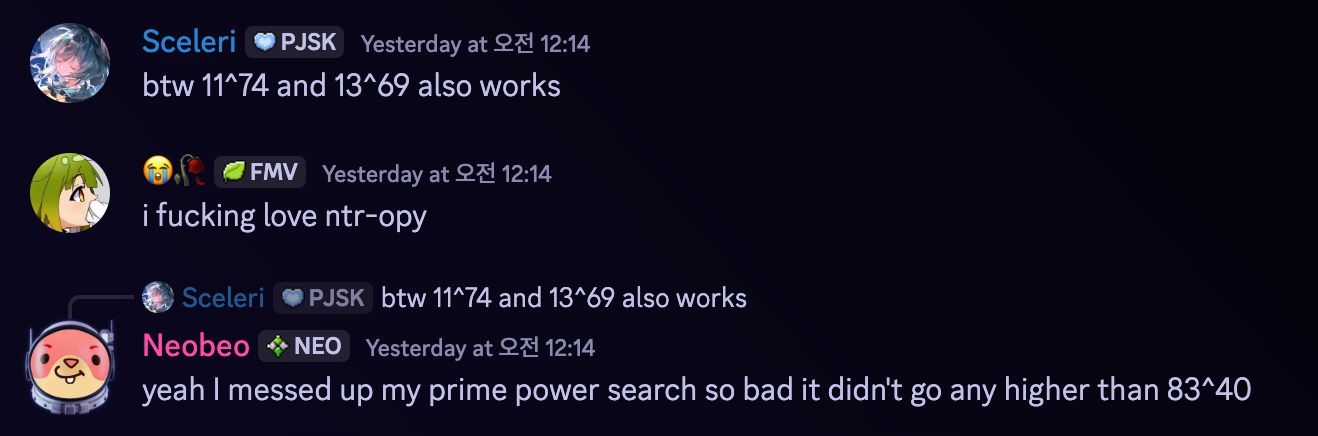 Sceleri PJSK Yesterday at 오전 12:14
btw 11^74 and 13^69 also works
😭🥀 FMV Yesterday at 오전 12:14
i fucking love ntr-opy
Sceleri PJSK btw 11^74 and 13^69 also works
Neobeo NEO Yesterday at 오전 12:14
yeah I messed up my prime power search so bad it didn't go any higher than 83^40